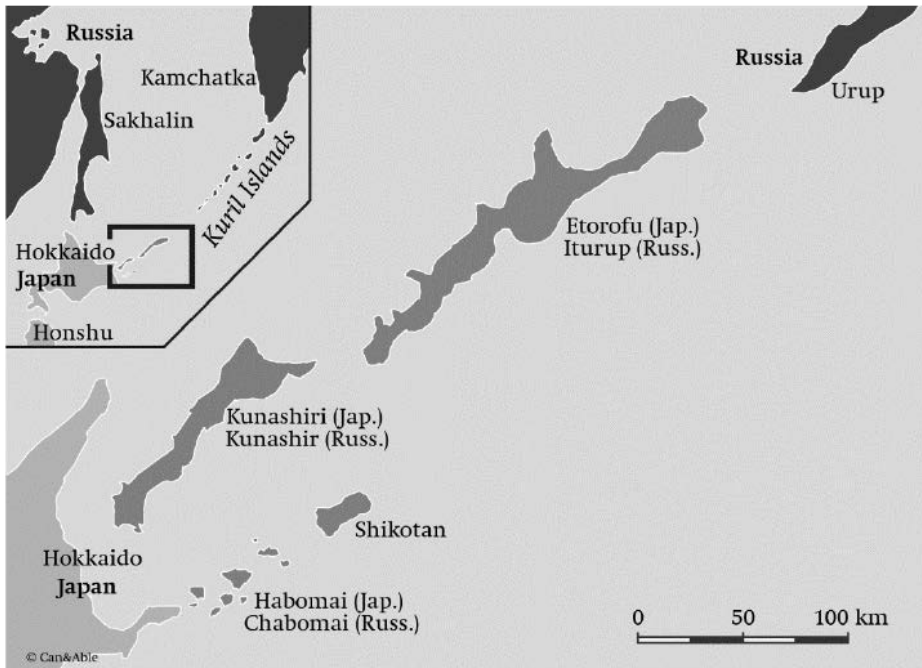 Russia
Kamchatka
Sakhalin
Kuril Islands
Hokkaido
Japan
Honshu
Russia
Urup
Etorofu (Jap.)
Iturup (Russ.)
Kunashiri (Jap.)
Kunashir (Russ.)
Shikotan
Hokkaido
Japan
Habomai (Jap.)
Chabomai (Russ.)
0 50 100 km
© Can&Able